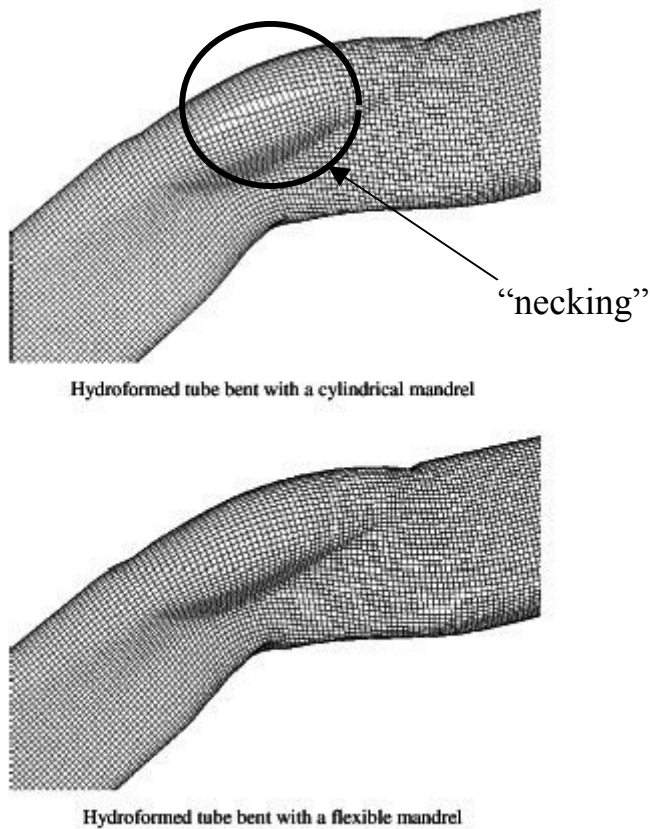 “necking”
Hydroformed tube bent with a cylindrical mandrel
Hydroformed tube bent with a flexible mandrel